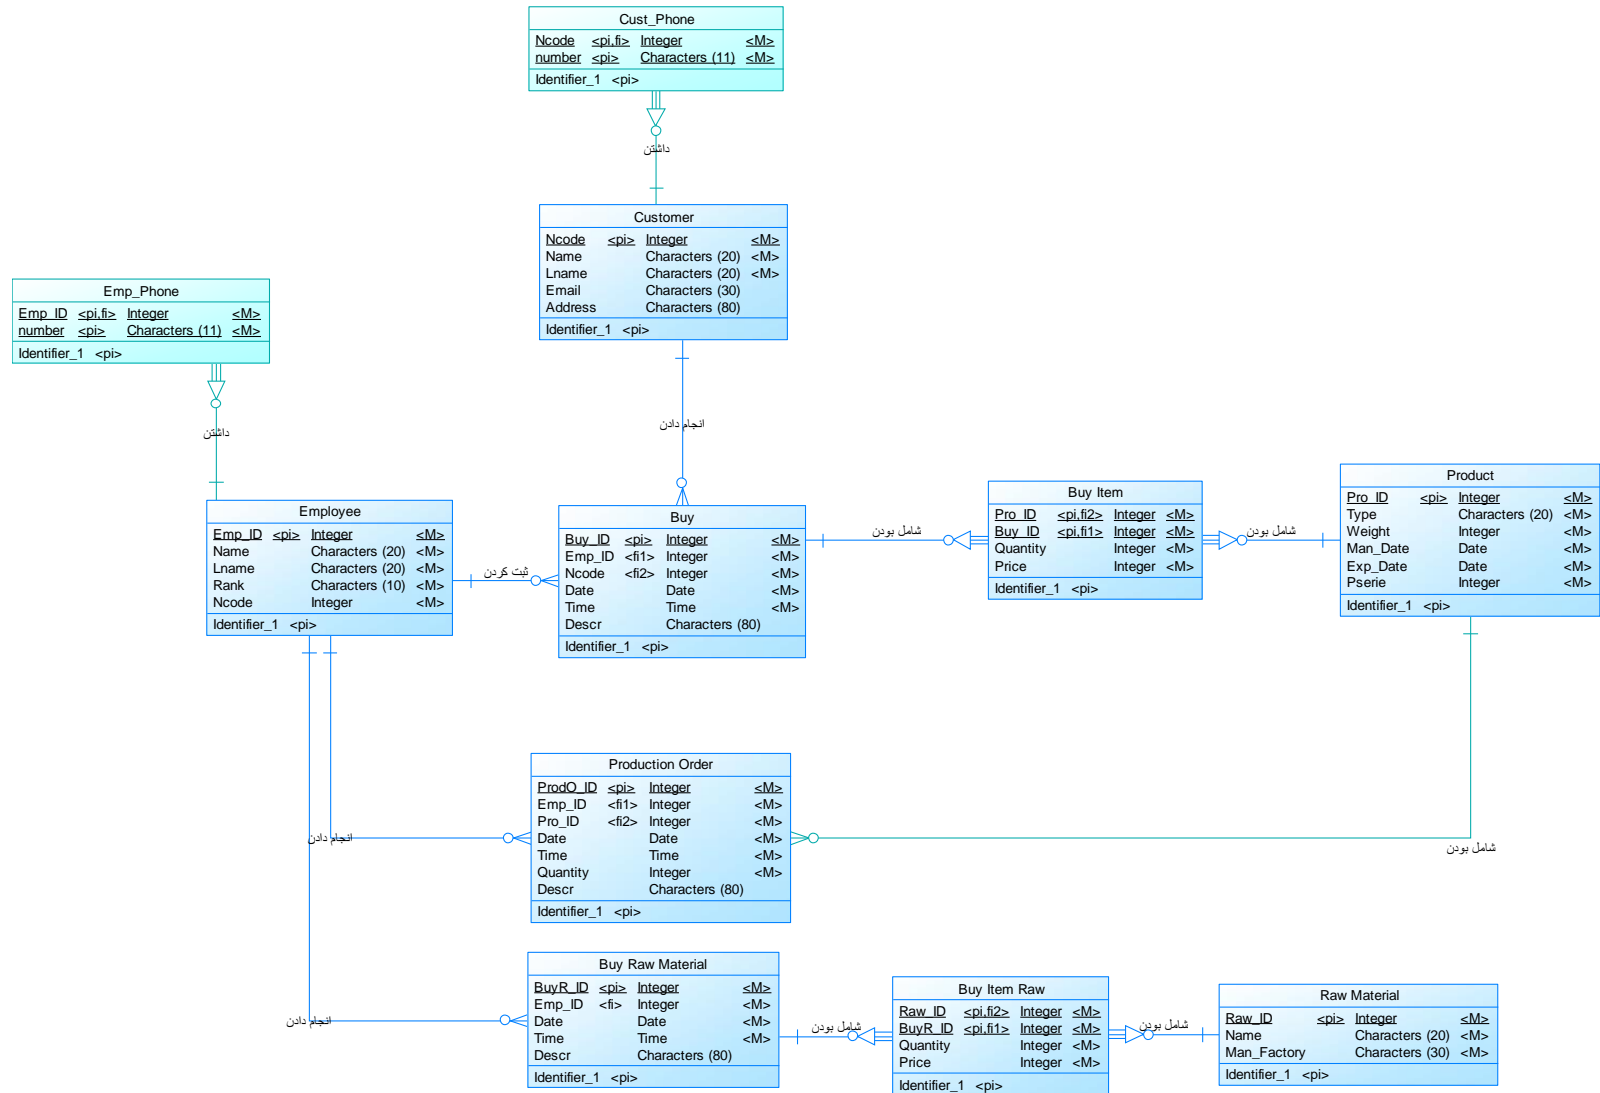 Cust_Phone
Ncode <pi,fi> Integer <M>
number <pi> Characters (11) <M>
Identifier_1 <pi>
داشتن
Customer
Ncode <pi> Integer <M>
Name Characters (20) <M>
Lname Characters (20) <M>
Email Characters (30)
Address Characters (80)
Identifier_1 <pi>
Emp_Phone
Emp_ID <pi,fi> Integer <M>
number <pi> Characters (11) <M>
Identifier_1 <pi>
داشتن
انجام دادن
Employee
Emp_ID <pi> Integer <M>
Name Characters (20) <M>
Lname Characters (20) <M>
Rank Characters (10) <M>
Ncode Integer <M>
Identifier_1 <pi>
ثبت کردن
Buy
Buy_ID <pi> Integer <M>
Emp_ID <fi1> Integer <M>
Ncode <fi2> Integer <M>
Date Date <M>
Time Time <M>
Descr Characters (80)
Identifier_1 <pi>
شامل بودن
Buy Item
Pro_ID <pi,fi2> Integer <M>
Buy_ID <pi,fi1> Integer <M>
Quantity Integer <M>
Price Integer <M>
Identifier_1 <pi>
شامل بودن
Product
Pro_ID <pi> Integer <M>
Type Characters (20) <M>
Weight Integer <M>
Man_Date Date <M>
Exp_Date Date <M>
Pserie Integer <M>
Identifier_1 <pi>
Production Order
ProdO_ID <pi> Integer <M>
Emp_ID <fi1> Integer <M>
Pro_ID <fi2> Integer <M>
Date Date <M>
Time Time <M>
Quantity Integer <M>
Descr Characters (80)
Identifier_1 <pi>
انجام دادن
شامل بودن
Buy Raw Material
BuyR_ID <pi> Integer <M>
Emp_ID <fi> Integer <M>
Date Date <M>
Time Time <M>
Descr Characters (80)
Identifier_1 <pi>
انجام دادن
شامل بودن
Buy Item Raw
Raw_ID <pi,fi2> Integer <M>
BuyR_ID <pi,fi1> Integer <M>
Quantity Integer <M>
Price Integer <M>
Identifier_1 <pi>
شامل بودن
Raw Material
Raw_ID <pi> Integer <M>
Name Characters (20) <M>
Man_Factory Characters (30) <M>
Identifier_1 <pi>